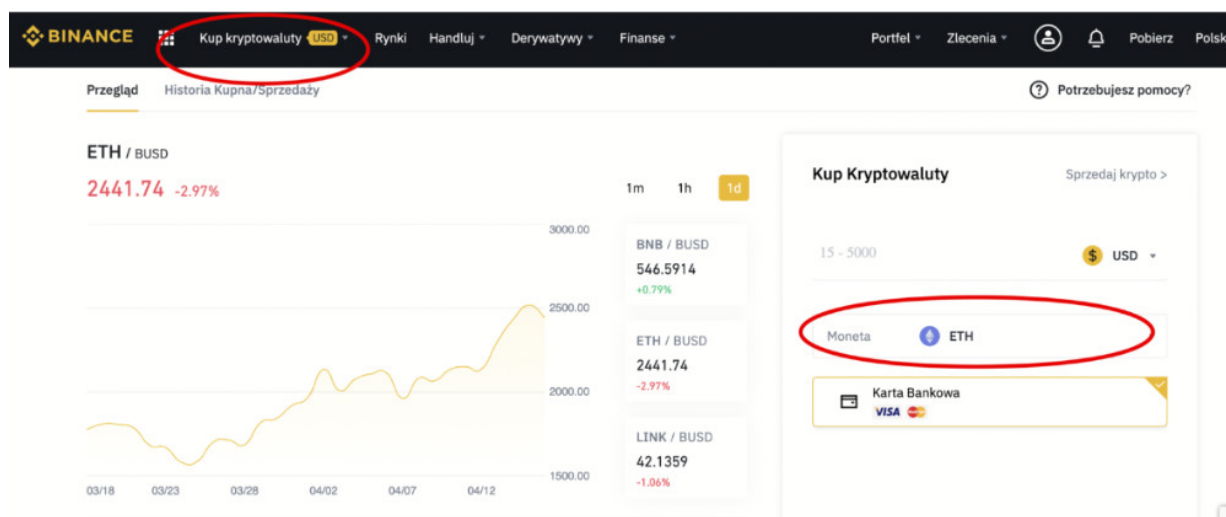 BINANCE Kup kryptowaluty USD Rynki Handluj Derywatywy Finanse Portfel Zlecenia Pobierz Polsk
Przegląd Historia Kupna/Sprzedaży Potrzebujesz pomocy?
ETH / BUSD
2441.74 -2.97%
1m 1h 1d
3000.00
2500.00
2000.00
1500.00
03/18 03/23 03/28 04/02 04/07 04/12
BNB / BUSD
546.5914
+0.79%
ETH / BUSD
2441.74
-2.97%
LINK / BUSD
42.1359
-1.06%
Kup Kryptowaluty Sprzedaj krypto >
15 - 5000 $ USD
Moneta ETH
Karta Bankowa
VISA